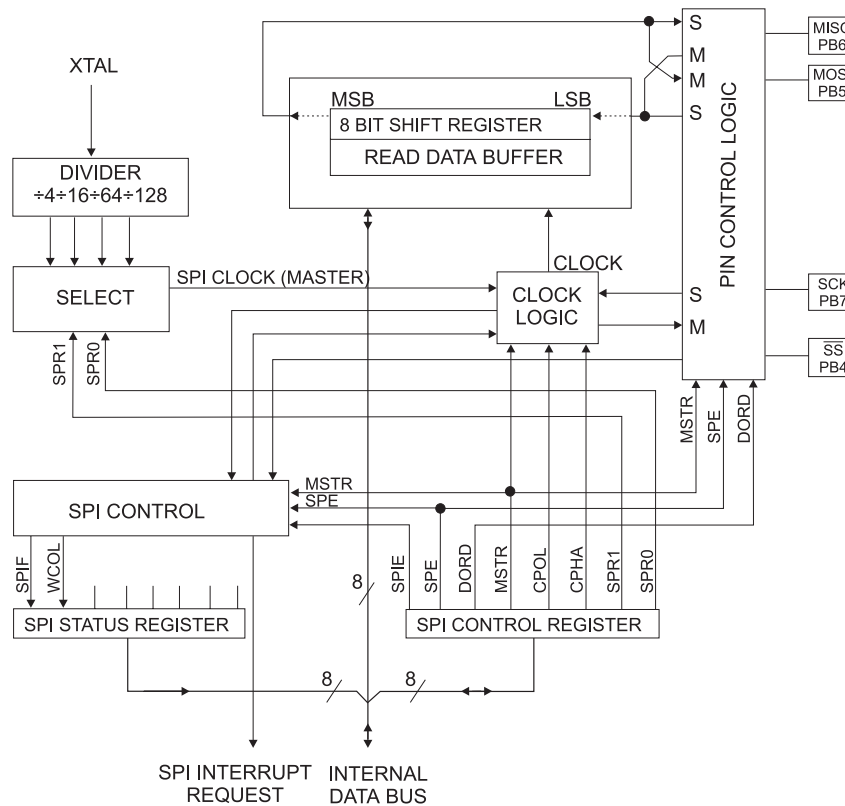 XTAL
DIVIDER
÷4÷16÷64÷128
SELECT
SPR1
SPR0
SPI CLOCK (MASTER)
MSB
LSB
8 BIT SHIFT REGISTER
READ DATA BUFFER
CLOCK
CLOCK
LOGIC
S
M
M
S
S
M
PIN CONTROL LOGIC
PB6
PB5
SCK
PB7
SS
PB4
MSTR
SPE
DORD
SPI CONTROL
MSTR
SPE
SPIF
WCOL
SPI STATUS REGISTER
SPIE
SPE
DORD
MSTR
CPOL
CPHA
SPR1
SPR0
SPI CONTROL REGISTER
8
8
8
SPI INTERRUPT
REQUEST
INTERNAL
DATA BUS